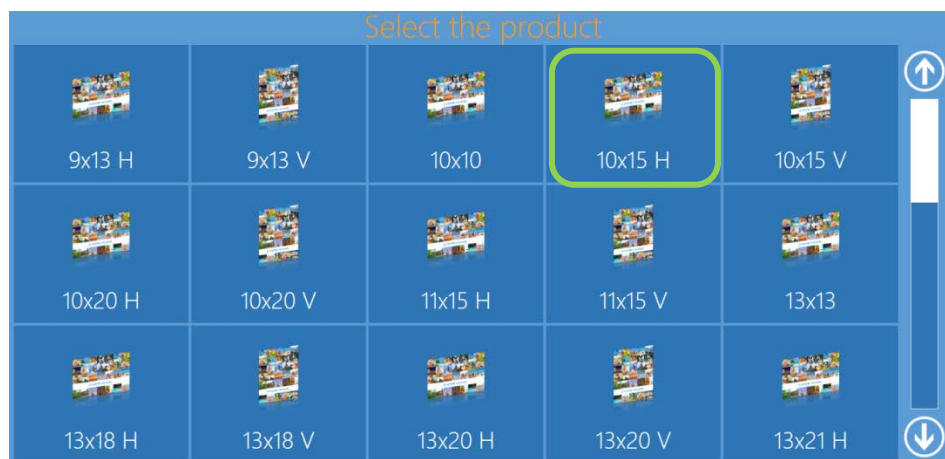 Select the product
9x13 H
9x13 V
10x10
10x15 H
10x15 V
10x20 H
10x20 V
11x15 H
11x15 V
13x13
13x18 H
13x18 V
13x20 H
13x20 V
13x21 H